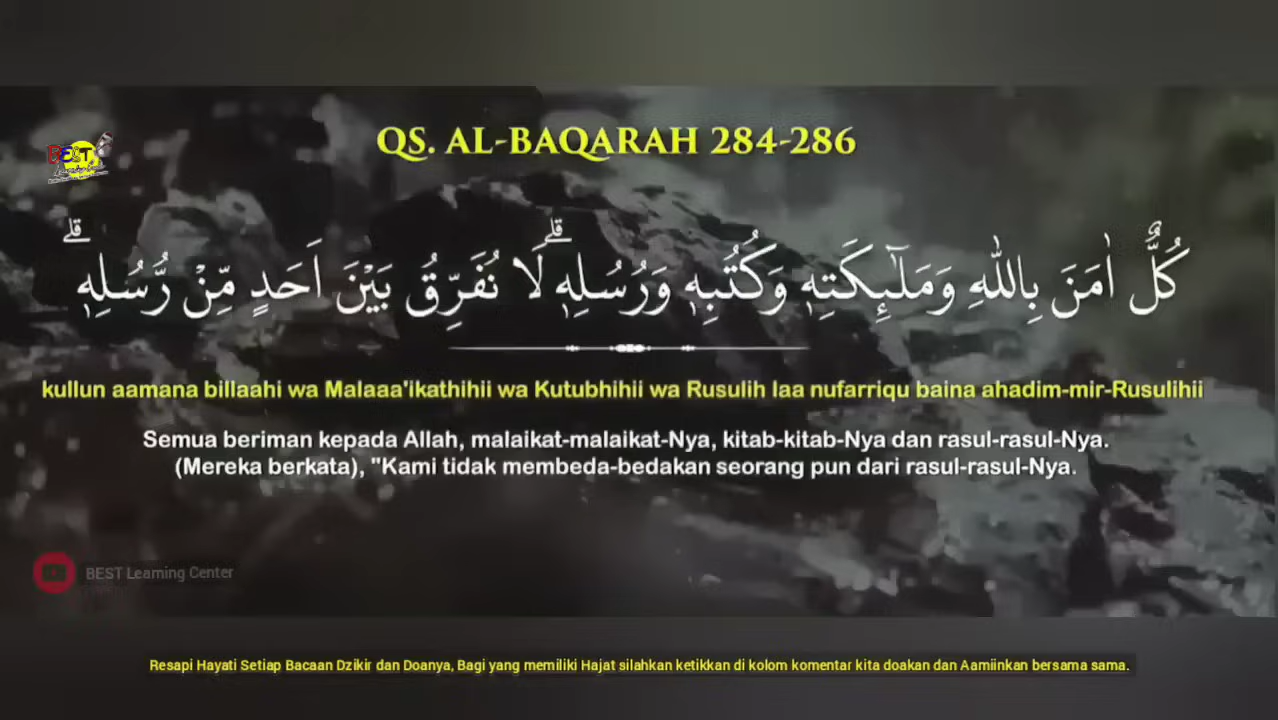 QS. AL-BAQARAH 284-286
BEST
كُلٌّ اٰمَنَ بِاللّٰهِ وَمَلٰۤىِٕكَتِهٖ وَكُتُبِهٖ وَرُسُلِهٖۗ لَا نُفَرِّقُ بَيْنَ اَحَدٍ مِّنْ رُّسُلِهٖۗ
kullun aamana billaahi wa Malaaa'ikathihii wa Kutubhihii wa Rusulih laa nufarriqu baina ahadim-mir-Rusulihii
Semua beriman kepada Allah, malaikat-malaikat-Nya, kitab-kitab-Nya dan rasul-rasul-Nya.
(Mereka berkata), "Kami tidak membeda-bedakan seorang pun dari rasul-rasul-Nya.
BEST Learning Center
Resapi Hayati Setiap Bacaan Dzikir dan Doanya, Bagi yang memiliki Hajat silahkan ketikkan di kolom komentar kita doakan dan Aamiinkan bersama sama.